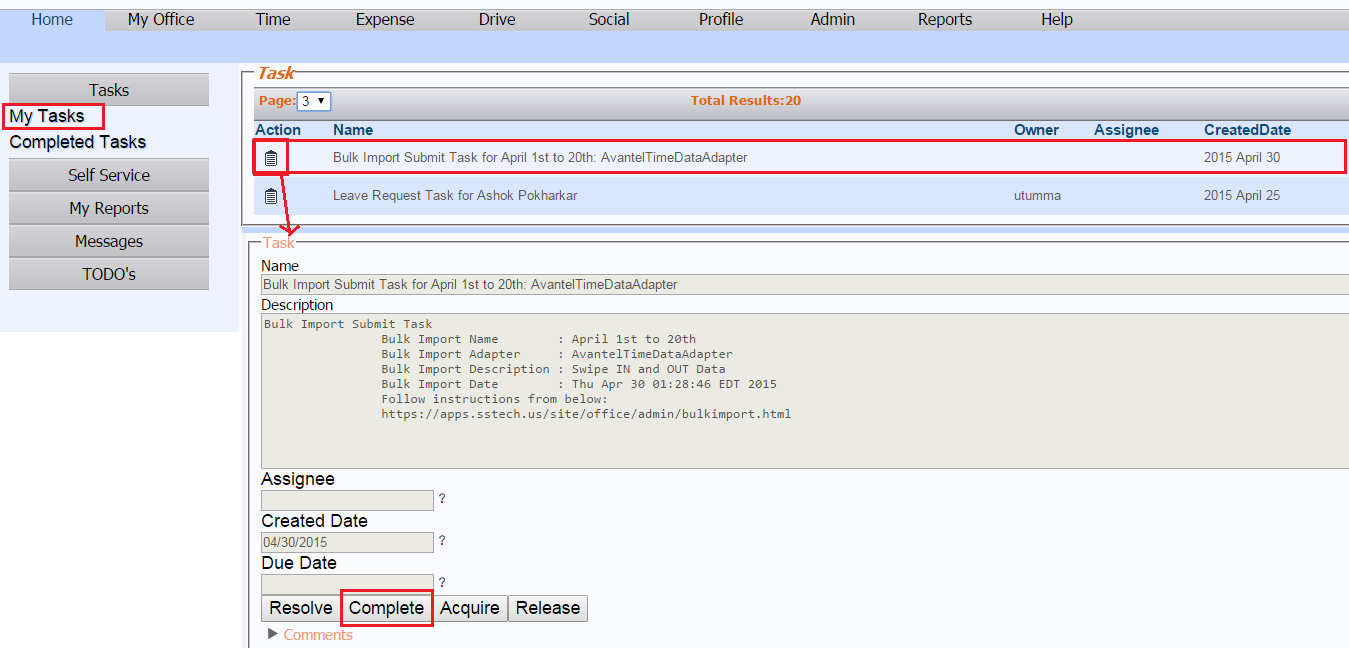 Home My Office Time Expense Drive Social Profile Admin Reports Help
Tasks
My Tasks
Completed Tasks
Self Service
My Reports
Messages
TODO's
Task
Page: 3 Total Results:20
Action Name Owner Assignee CreatedDate
Bulk Import Submit Task for April 1st to 20th: AvantelTimeDataAdapter 2015 April 30
Leave Request Task for Ashok Pokharkar utumma 2015 April 25
Task
Name
Bulk Import Submit Task for April 1st to 20th: AvantelTimeDataAdapter
Description
Bulk Import Submit Task
Bulk Import Name : April 1st to 20th
Bulk Import Adapter : AvantelTimeDataAdapter
Bulk Import Description : Swipe IN and OUT Data
Bulk Import Date : Thu Apr 30 01:28:46 EDT 2015
Follow instructions from below:
https://apps.sstech.us/site/office/admin/bulkimport.html
Assignee
?
Created Date
04/30/2015 ?
Due Date
?
Resolve Complete Acquire Release
Comments